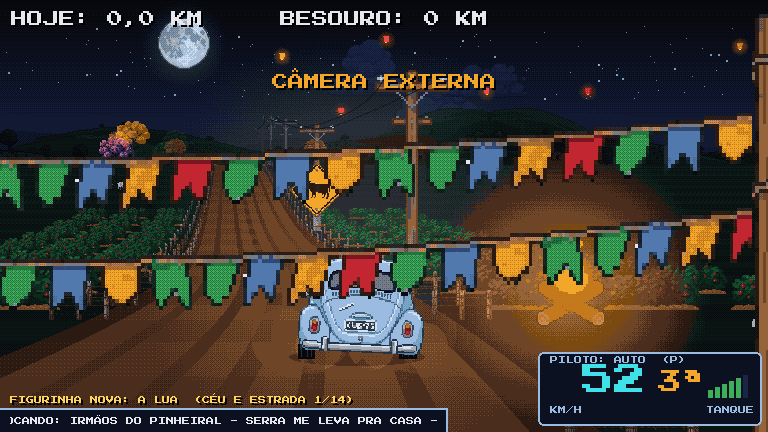 HOJE: 0,0 KM
BESOURO: 0 KM
CÂMERA EXTERNA
PILOTO: AUTO (P)
52 3ª
KM/H
TANQUE
FIGURINHA NOVA: A LUA (CÉU E ESTRADA 1/14)
OCANDO: IRMÃOS DO PINHEIRAL - SERRA ME LEVA PRA CASA -